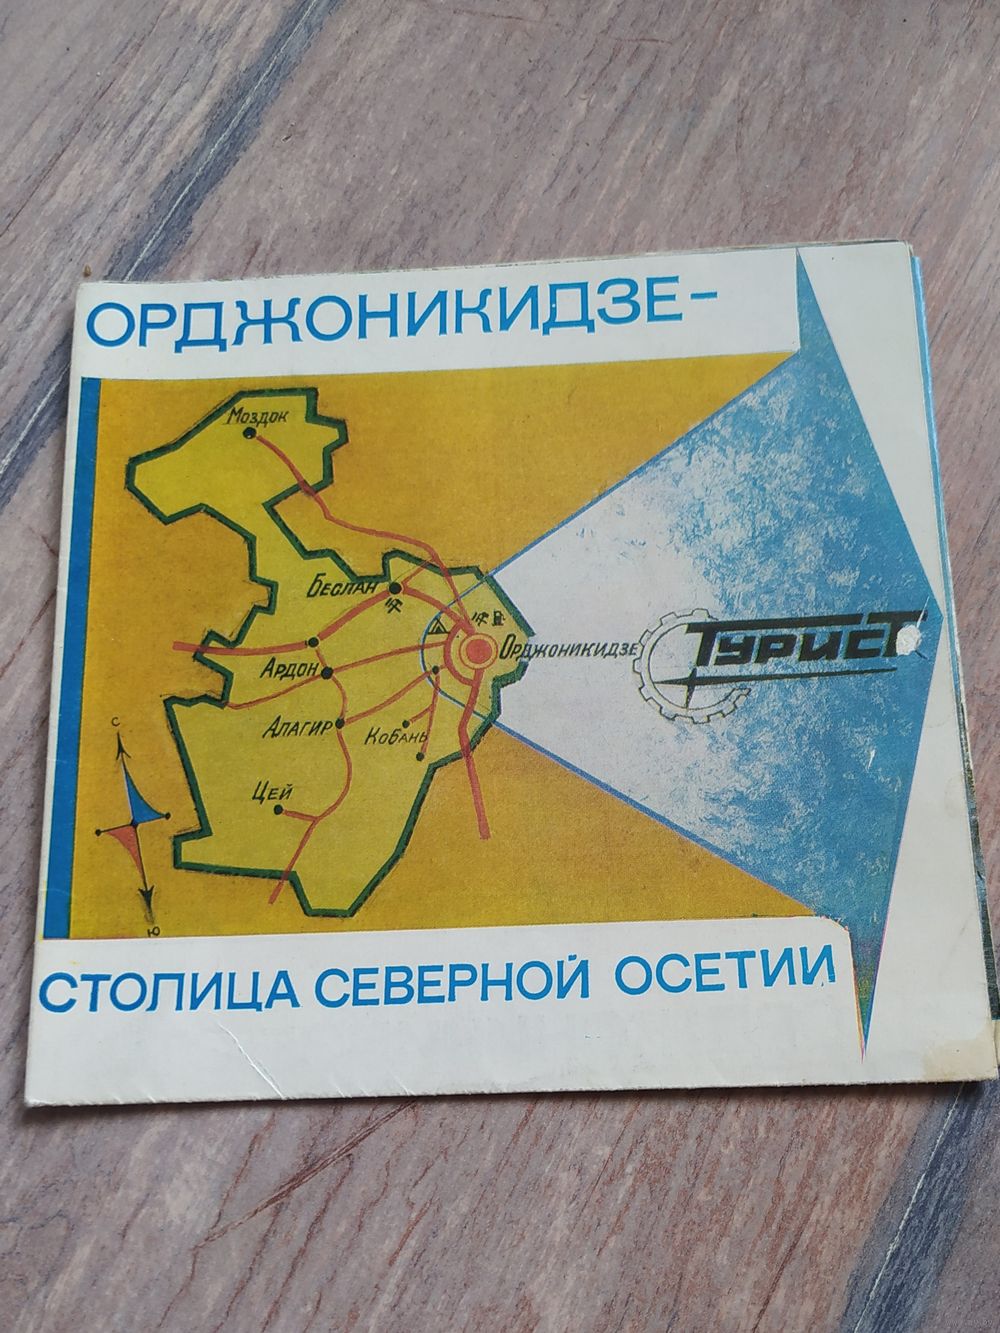 ОРДЖОНИКИДЗЕ–
Моздок
Беслан
Орджоникидзе
ТУРИСТ
Ардон
Алагир
Кобань
Цей
С
Ю
СТОЛИЦА СЕВЕРНОЙ ОСЕТИИ